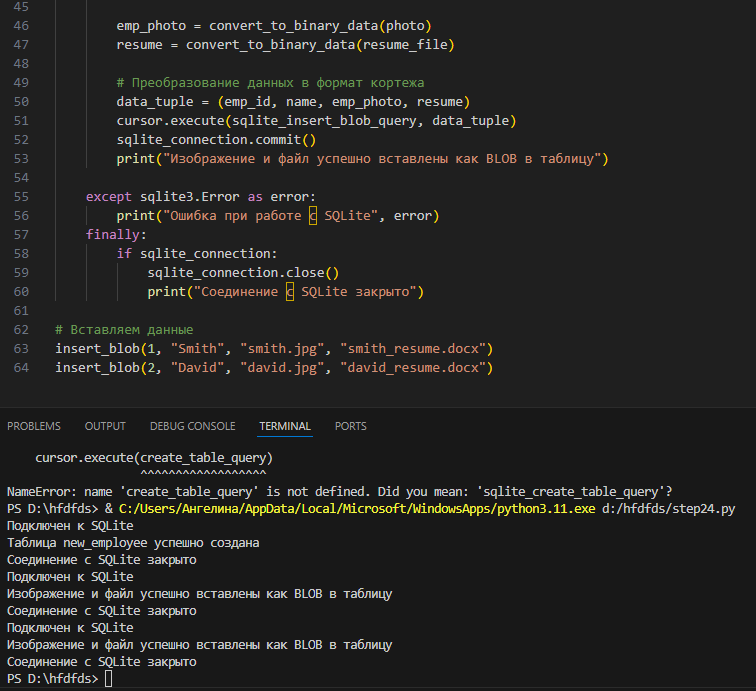 45
46 emp_photo = convert_to_binary_data(photo)
47 resume = convert_to_binary_data(resume_file)
48
49 # Преобразование данных в формат кортежа
50 data_tuple = (emp_id, name, emp_photo, resume)
51 cursor.execute(sqlite_insert_blob_query, data_tuple)
52 sqlite_connection.commit()
53 print("Изображение и файл успешно вставлены как BLOB в таблицу")
54
55 except sqlite3.Error as error:
56 print("Ошибка при работе с SQLite", error)
57 finally:
58 if sqlite_connection:
59 sqlite_connection.close()
60 print("Соединение с SQLite закрыто")
61
62 # Вставляем данные
63 insert_blob(1, "Smith", "smith.jpg", "smith_resume.docx")
64 insert_blob(2, "David", "david.jpg", "david_resume.docx")
PROBLEMS OUTPUT DEBUG CONSOLE TERMINAL PORTS
cursor.execute(create_table_query)
^^^^^^^^^^^^^^^^^^
NameError: name 'create_table_query' is not defined. Did you mean: 'sqlite_create_table_query'?
PS D:\hfdfds> & C:/Users/Ангелина/AppData/Local/Microsoft/WindowsApps/python3.11.exe d:/hfdfds/step24.py
Подключен к SQLite
Таблица new_employee успешно создана
Соединение с SQLite закрыто
Подключен к SQLite
Изображение и файл успешно вставлены как BLOB в таблицу
Соединение с SQLite закрыто
Подключен к SQLite
Изображение и файл успешно вставлены как BLOB в таблицу
Соединение с SQLite закрыто
PS D:\hfdfds>